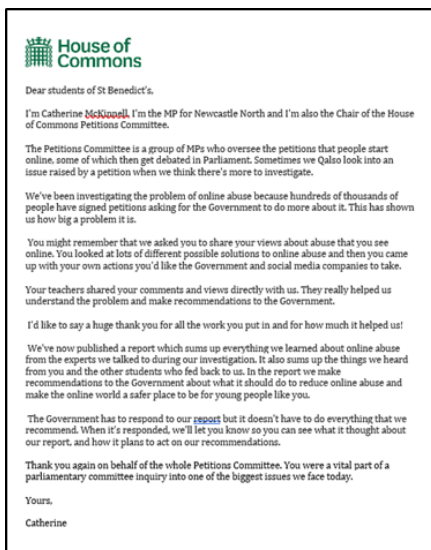 House of
Commons
Dear students of St Benedict's,
I'm Catherine McKinnell, I'm the MP for Newcastle North and I'm also the Chair of the House
of Commons Petitions Committee.
The Petitions Committee is a group of MPs who oversee the petitions that people start
online, some of which then get debated in Parliament. Sometimes we Qalso look into an
issue raised by a petition when we think there's more to investigate.
We've been investigating the problem of online abuse because hundreds of thousands of
people have signed petitions asking for the Government to do more about it. This has shown
us how big a problem it is.
You might remember that we asked you to share your views about abuse that you see
online. You looked at lots of different possible solutions to online abuse and then you came
up with your own actions you'd like the Government and social media companies to take.
Your teachers shared your comments and views directly with us. They really helped us
understand the problem and make recommendations to the Government.
I'd like to say a huge thank you for all the work you put in and for how much it helped us!
We've now published a report which sums up everything we learned about online abuse
from the experts we talked to during our investigation. It also sums up the things we heard
from you and the other students who fed back to us. In the report we make
recommendations to the Government about what it should do to reduce online abuse and
make the online world a safer place to be for young people like you.
The Government has to respond to our report but it doesn't have to do everything that we
recommend. When it's responded, we'll let you know so you can see what it thought about
our report, and how it plans to act on our recommendations.
Thank you again on behalf of the whole Petitions Committee. You were a vital part of a
parliamentary committee inquiry into one of the biggest issues we face today.
Yours,
Catherine